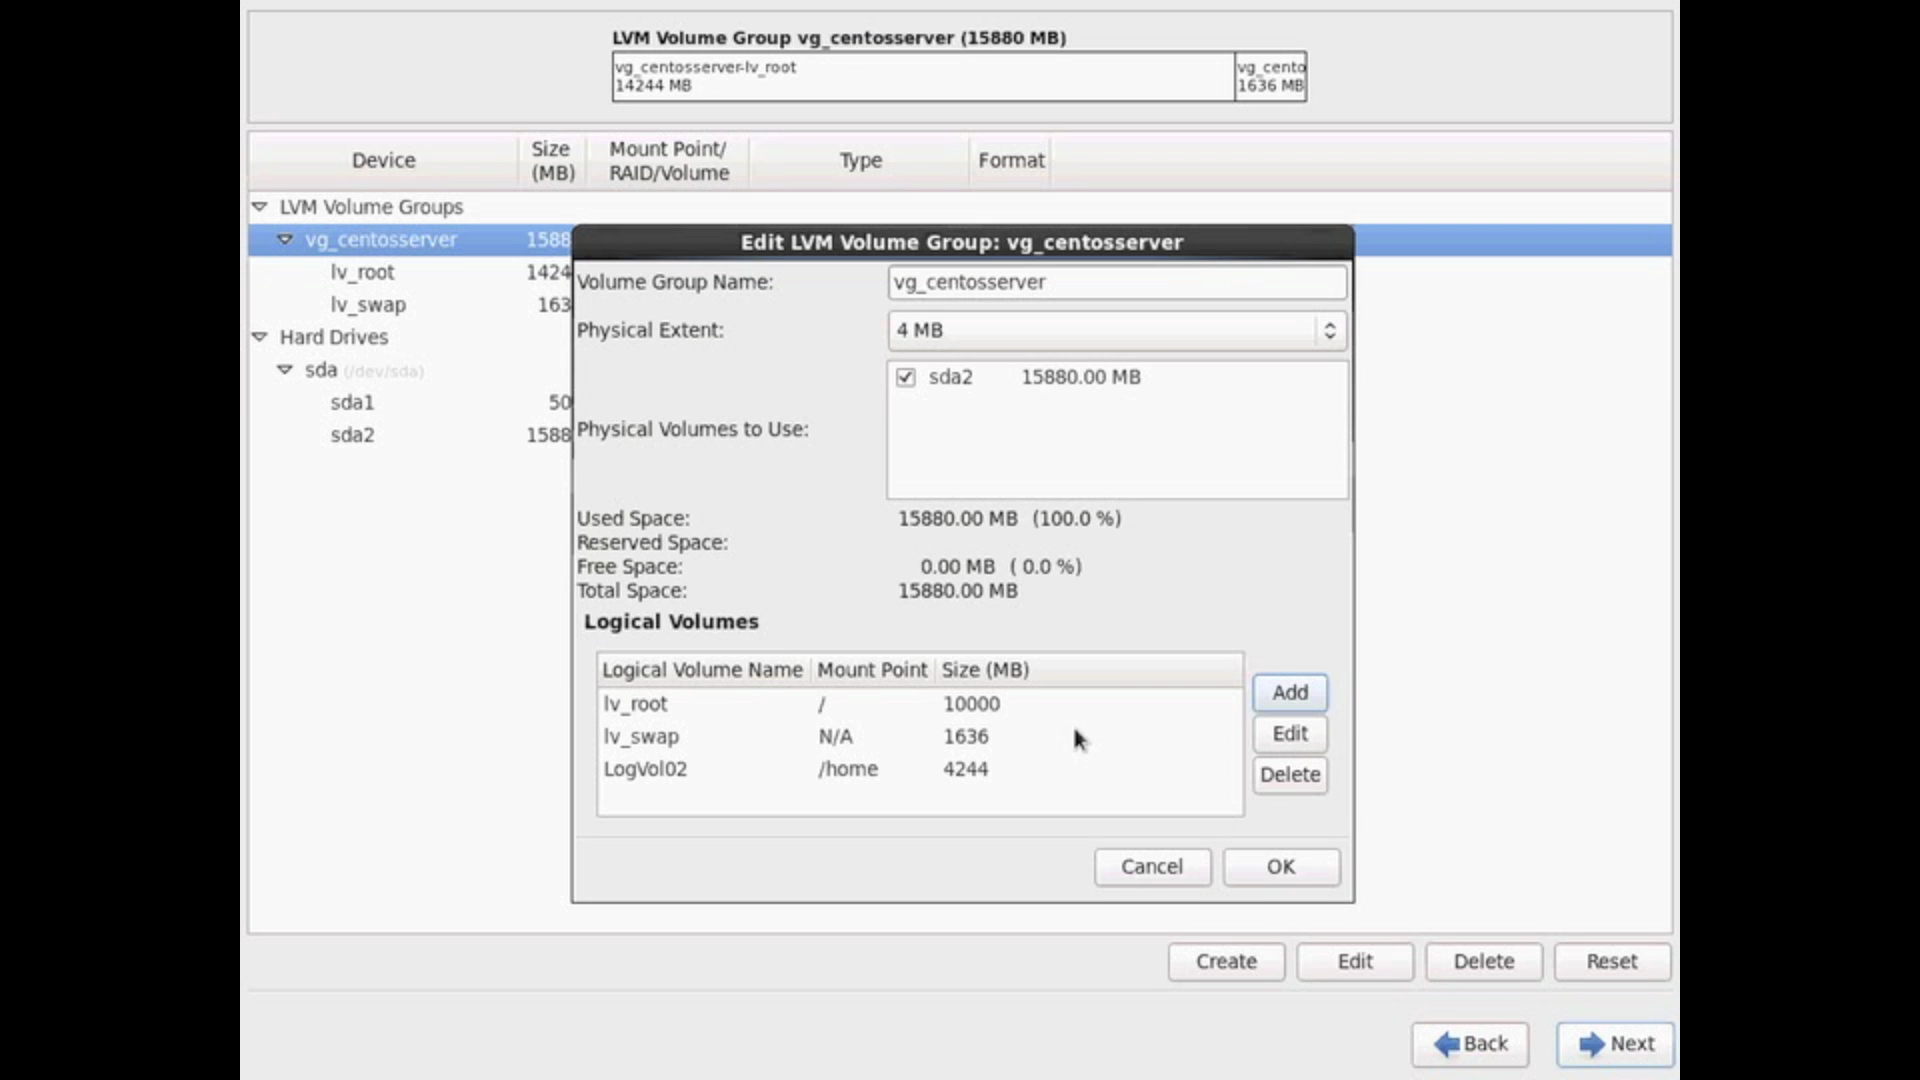 LVM Volume Group vg_centosserver (15880 MB)
vg_centosserver-lv_root
14244 MB
vg_cento
1636 MB
Device
Size
(MB)
Mount Point/
RAID/Volume
Type
Format
LVM Volume Groups
vg_centosserver 1588
lv_root 1424
lv_swap 163
Hard Drives
sda (/dev/sda)
sda1 50
sda2 1588
Edit LVM Volume Group: vg_centosserver
Volume Group Name: vg_centosserver
Physical Extent: 4 MB
sda2 15880.00 MB
Physical Volumes to Use:
Used Space: 15880.00 MB (100.0 %)
Reserved Space:
Free Space: 0.00 MB ( 0.0 %)
Total Space: 15880.00 MB
Logical Volumes
Logical Volume Name Mount Point Size (MB)
lv_root / 10000
lv_swap N/A 1636
LogVol02 /home 4244
Add
Edit
Delete
Cancel OK
Create Edit Delete Reset
Back Next